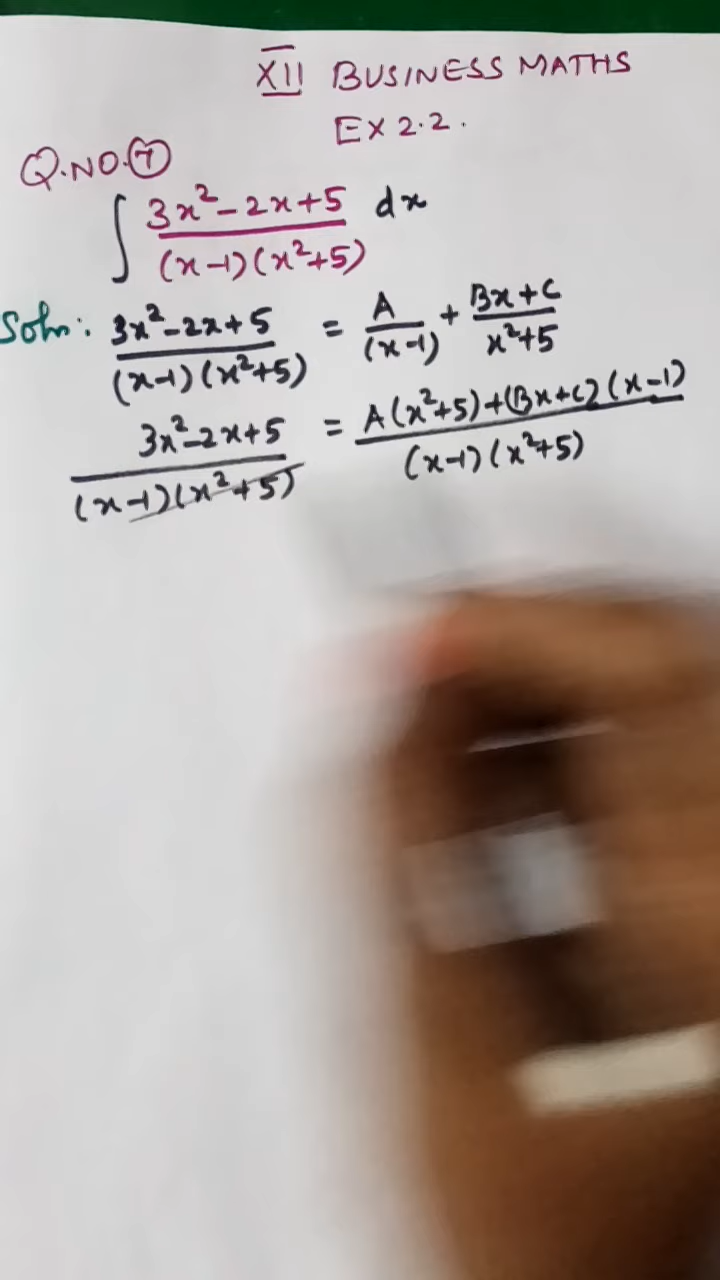 XII BUSINESS MATHS
EX 2.2.
Q.NO.⑦
∫ 3x²-2x+5 / (x-1)(x²+5) dx
Soln: 3x²-2x+5 / (x-1)(x²+5) = A / (x-1) + Bx+C / x²+5
3x²-2x+5 / (x-1)(x²+5) = A(x²+5)+(Bx+C)(x-1) / (x-1)(x²+5)